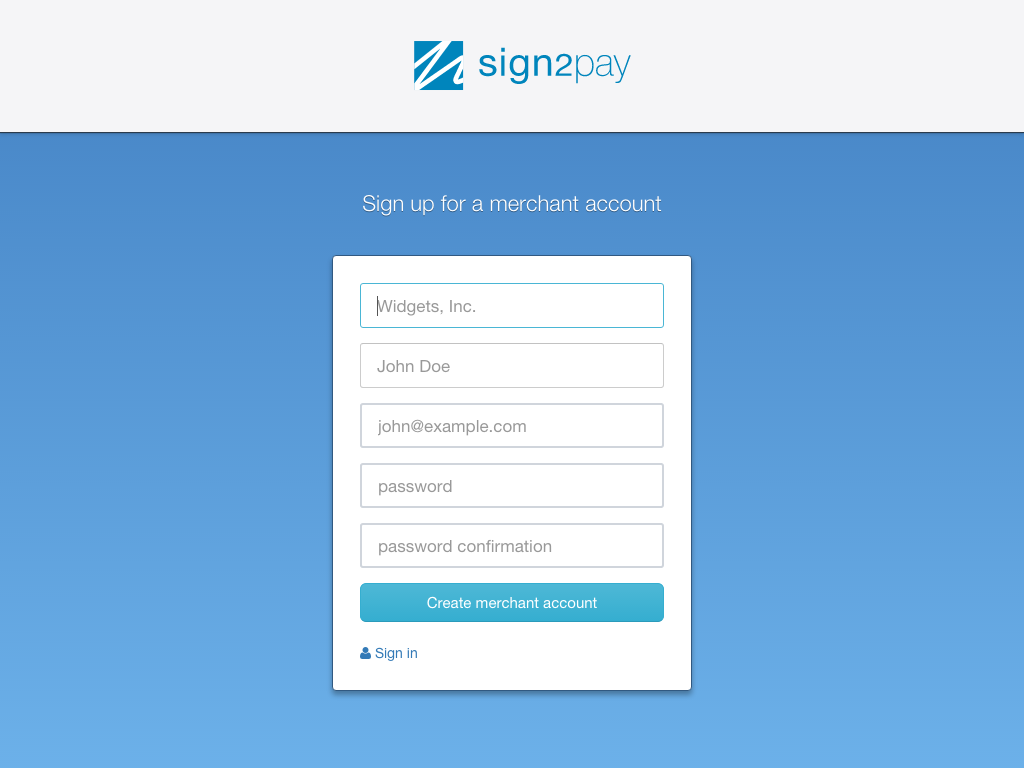 sign2pay
Sign up for a merchant account
Widgets, Inc.
John Doe
john@example.com
password
password confirmation
Create merchant account
Sign in